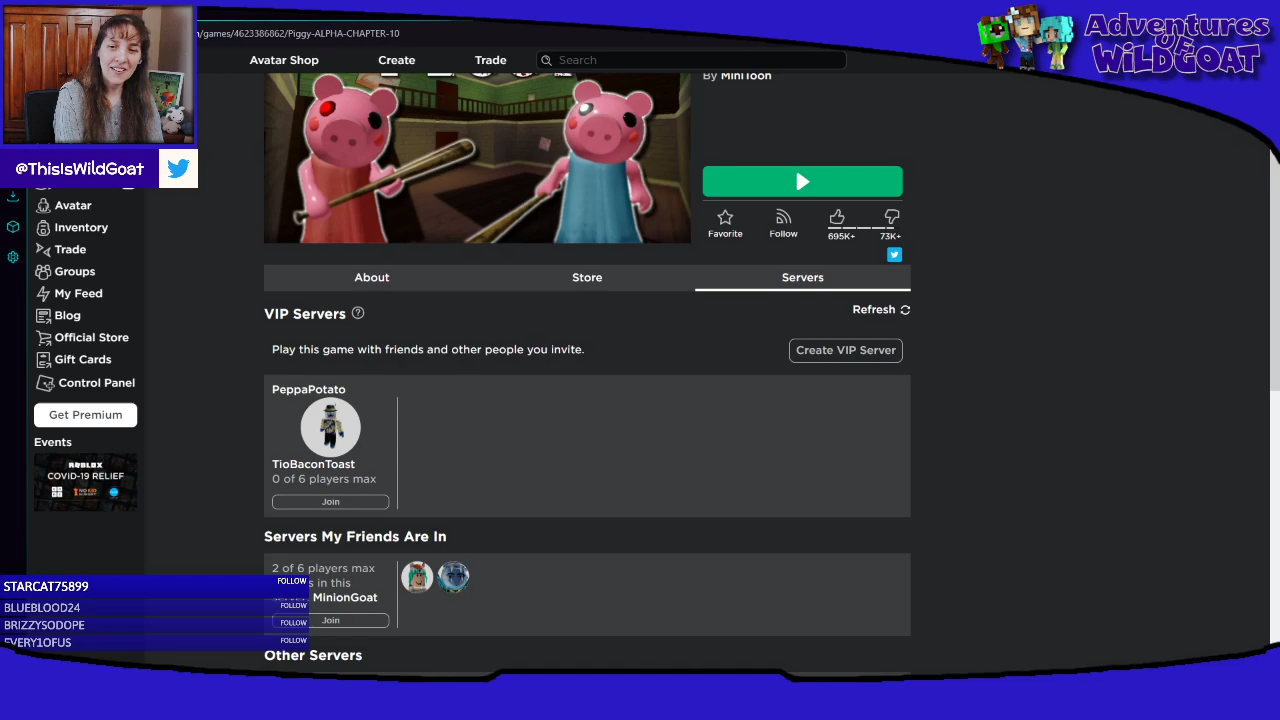 n/games/4623386862/Piggy-ALPHA-CHAPTER-10
Adventures
OF
WILDGOAT
Avatar Shop
Create
Trade
Search
By MiniToon
@ThisIsWildGoat
Avatar
Inventory
Trade
Groups
My Feed
Blog
Official Store
Gift Cards
Control Panel
Get Premium
Events
ROBLOX
COVID-19 RELIEF
Favorite
Follow
695K+
73K+
About
Store
Servers
VIP Servers
Refresh
Play this game with friends and other people you invite.
Create VIP Server
PeppaPotato
TioBaconToast
0 of 6 players max
Join
Servers My Friends Are In
2 of 6 players max
s in this
MinionGoat
Join
Other Servers
STARCAT75899 FOLLOW
BLUEBLOOD24 FOLLOW
BRIZZYSODOPE FOLLOW
EVERY1OFUS FOLLOW